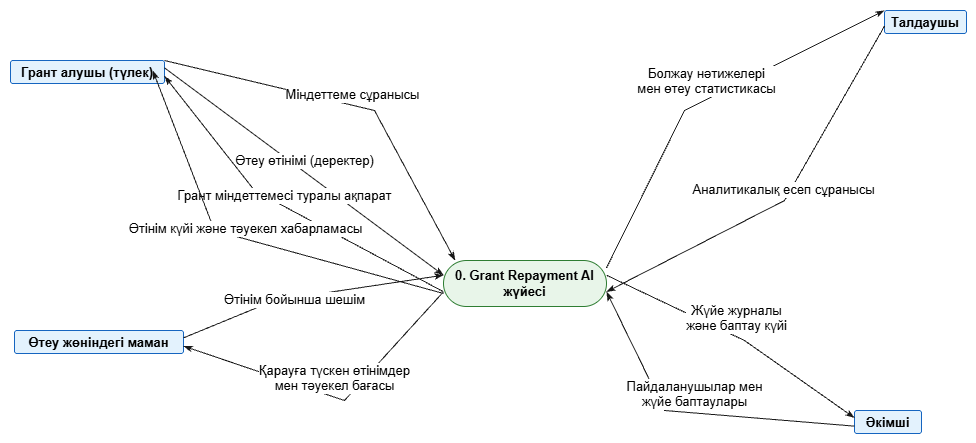 Талдаушы
Грант алушы (түлек)
Болжау нәтижелері
мен өтеу статистикасы
Міндеттеме сұранысы
Өтеу өтінімі (деректер)
Грант міндеттемесі туралы ақпарат
Аналитикалық есеп сұранысы
Өтінім күйі және тәуекел хабарламасы
0. Grant Repayment AI
жүйесі
Өтінім бойынша шешім
Жүйе журналы
және баптау күйі
Өтеу жөніндегі маман
Қарауға түскен өтінімдер
мен тәуекел бағасы
Пайдаланушылар мен
жүйе баптаулары
Әкімші